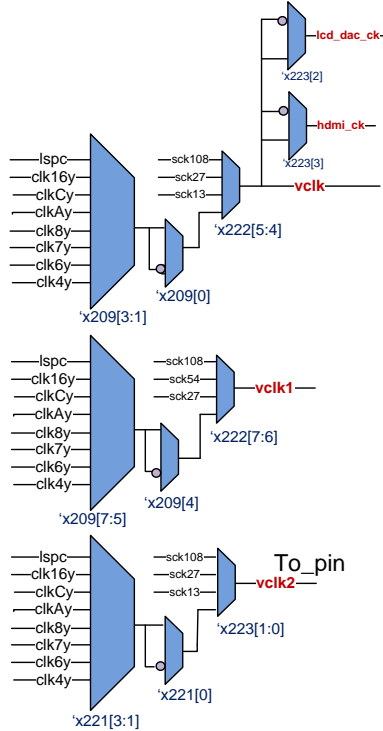 lcd_dac_ck
'x223[2]
hdmi_ck
'x223[3]
lspc
clk16y
clkCy
clkAy
clk8y
clk7y
clk6y
clk4y
sck108
sck27
sck13
vclk
'x222[5:4]
'x209[0]
'x209[3:1]
lspc
clk16y
clkCy
clkAy
clk8y
clk7y
clk6y
clk4y
sck108
sck54
sck27
vclk1
'x222[7:6]
'x209[4]
'x209[7:5]
lspc
clk16y
clkCy
clkAy
clk8y
clk7y
clk6y
clk4y
sck108
sck27
sck13
To_pin
vclk2
'x223[1:0]
'x221[0]
'x221[3:1]